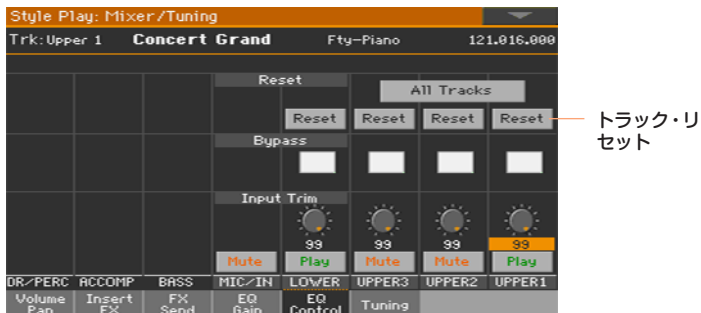 Style Play: Mixer/Tuning
Trk:Upper 1 Concert Grand Fty-Piano 121.016.000
Reset
All Tracks
Reset Reset Reset Reset
トラック・リ
セット
Bypass
Input Trim
99 99 99 99
Mute Play Mute Mute Play
DR/PERC ACCOMP BASS MIC/IN LOWER UPPER3 UPPER2 UPPER1
Volume Pan Insert FX FX Send EQ Gain EQ Control Tuning